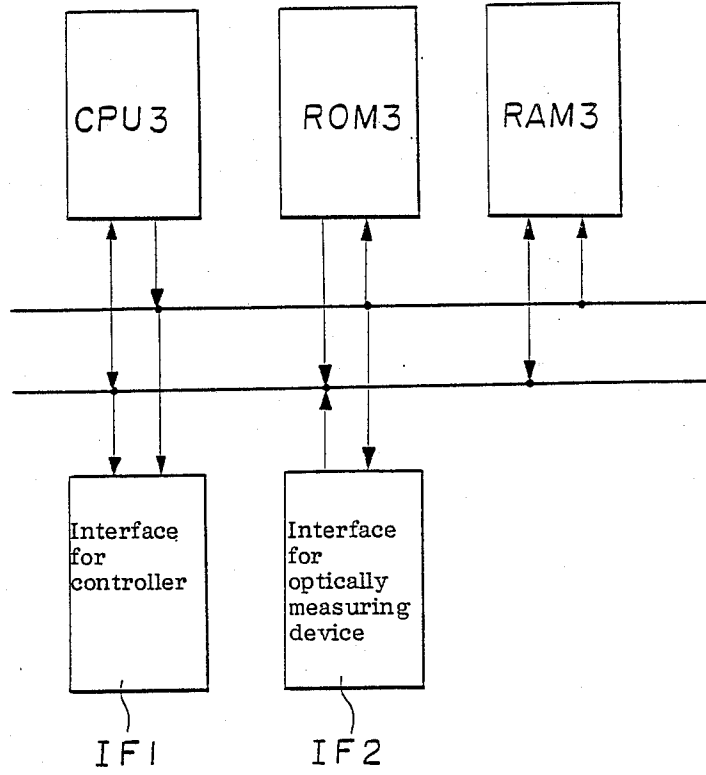 CPU3
ROM3
RAM3
Interface
for
controller
Interface
for
optically
measuring
device
IF1
IF2